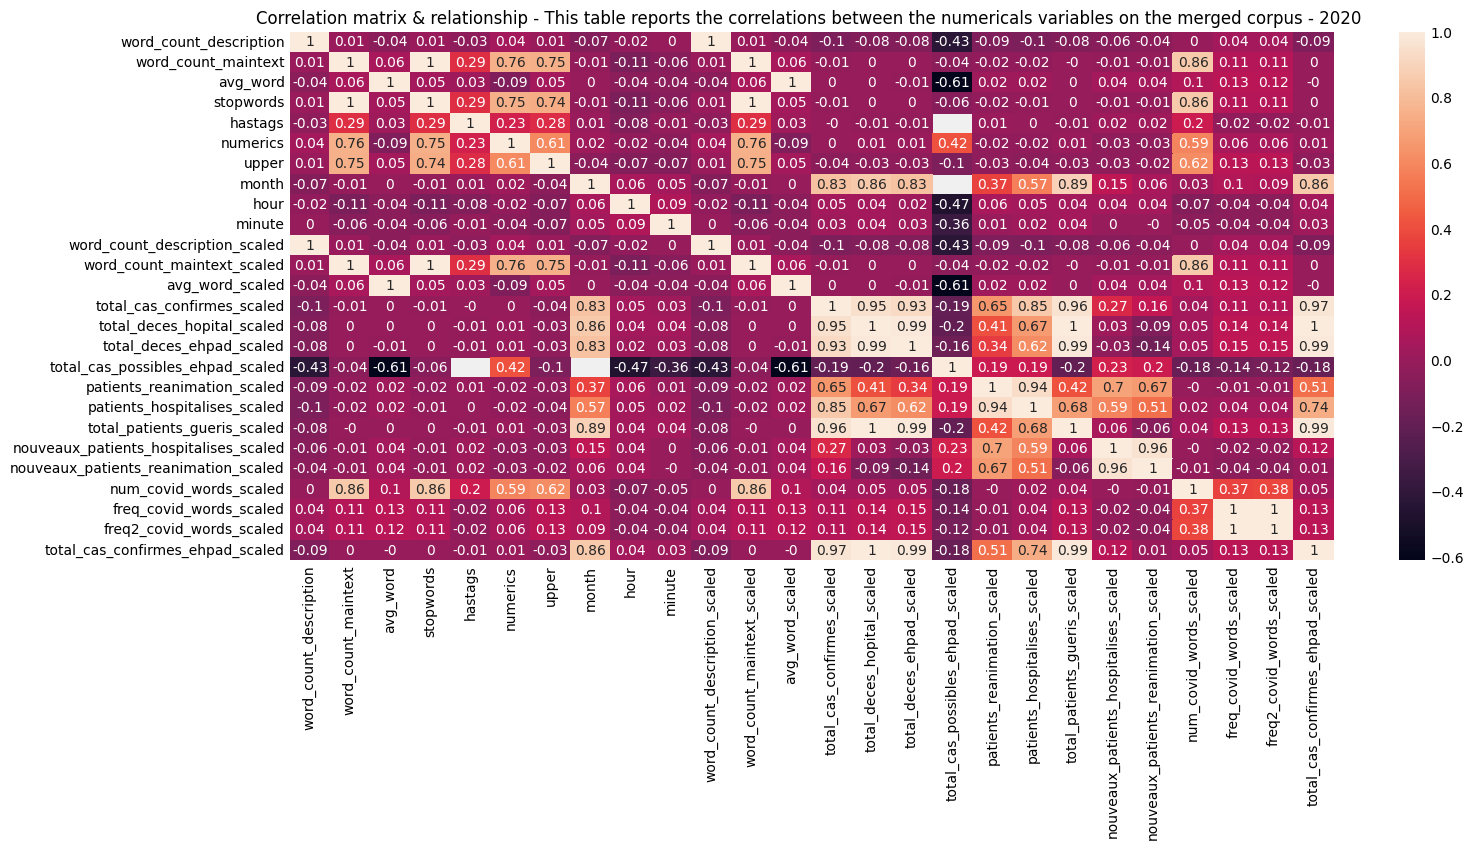 Correlation matrix & relationship - This table reports the correlations between the numericals variables on the merged corpus - 2020
word_count_description 1 0.01 -0.04 0.01 -0.03 0.04 0.01 -0.07 -0.02 0 1 0.01 -0.04 -0.1 -0.08 -0.08 -0.43 -0.09 -0.1 -0.08 -0.06 -0.04 0 0.04 0.04 -0.09
word_count_maintext 0.01 1 0.06 1 0.29 0.76 0.75 -0.01 -0.11 -0.06 0.01 1 0.06 -0.01 0 0 -0.04 -0.02 -0.02 -0 -0.01 -0.01 0.86 0.11 0.11 0
avg_word -0.04 0.06 1 0.05 0.03 -0.09 0.05 0 -0.04 -0.04 -0.04 0.06 1 0 0 -0.01 -0.61 0.02 0.02 0 0.04 0.04 0.1 0.13 0.12 -0
stopwords 0.01 1 0.05 1 0.29 0.75 0.74 -0.01 -0.11 -0.06 0.01 1 0.05 -0.01 0 0 -0.06 -0.02 -0.01 0 -0.01 -0.01 0.86 0.11 0.11 0
hastags -0.03 0.29 0.03 0.29 1 0.23 0.28 0.01 -0.08 -0.01 -0.03 0.29 0.03 -0 -0.01 -0.01 0.01 0 -0.01 0.02 0.02 0.2 -0.02 -0.02 -0.01
numerics 0.04 0.76 -0.09 0.75 0.23 1 0.61 0.02 -0.02 -0.04 0.04 0.76 -0.09 0 0.01 0.01 0.42 -0.02 -0.02 0.01 -0.03 -0.03 0.59 0.06 0.06 0.01
upper 0.01 0.75 0.05 0.74 0.28 0.61 1 -0.04 -0.07 -0.07 0.01 0.75 0.05 -0.04 -0.03 -0.03 -0.1 -0.03 -0.04 -0.03 -0.03 -0.02 0.62 0.13 0.13 -0.03
month -0.07 -0.01 0 -0.01 0.01 0.02 -0.04 1 0.06 0.05 -0.07 -0.01 0 0.83 0.86 0.83 0.37 0.57 0.89 0.15 0.06 0.03 0.1 0.09 0.86
hour -0.02 -0.11 -0.04 -0.11 -0.08 -0.02 -0.07 0.06 1 0.09 -0.02 -0.11 -0.04 0.05 0.04 0.02 -0.47 0.06 0.05 0.04 0.04 0.04 -0.07 -0.04 -0.04 0.04
minute 0 -0.06 -0.04 -0.06 -0.01 -0.04 -0.07 0.05 0.09 1 0 -0.06 -0.04 0.03 0.04 0.03 -0.36 0.01 0.02 0.04 0 -0 -0.05 -0.04 -0.04 0.03
word_count_description_scaled 1 0.01 -0.04 0.01 -0.03 0.04 0.01 -0.07 -0.02 0 1 0.01 -0.04 -0.1 -0.08 -0.08 -0.43 -0.09 -0.1 -0.08 -0.06 -0.04 0 0.04 0.04 -0.09
word_count_maintext_scaled 0.01 1 0.06 1 0.29 0.76 0.75 -0.01 -0.11 -0.06 0.01 1 0.06 -0.01 0 0 -0.04 -0.02 -0.02 -0 -0.01 -0.01 0.86 0.11 0.11 0
avg_word_scaled -0.04 0.06 1 0.05 0.03 -0.09 0.05 0 -0.04 -0.04 -0.04 0.06 1 0 0 -0.01 -0.61 0.02 0.02 0 0.04 0.04 0.1 0.13 0.12 -0
total_cas_confirmes_scaled -0.1 -0.01 0 -0.01 -0 0 -0.04 0.83 0.05 0.03 -0.1 -0.01 0 1 0.95 0.93 -0.19 0.65 0.85 0.96 0.27 0.16 0.04 0.11 0.11 0.97
total_deces_hopital_scaled -0.08 0 0 0 -0.01 0.01 -0.03 0.86 0.04 0.04 -0.08 0 0 0.95 1 0.99 -0.2 0.41 0.67 1 0.03 -0.09 0.05 0.14 0.14 1
total_deces_ehpad_scaled -0.08 0 -0.01 0 -0.01 0.01 -0.03 0.83 0.02 0.03 -0.08 0 -0.01 0.93 0.99 1 -0.16 0.34 0.62 0.99 -0.03 -0.14 0.05 0.15 0.15 0.99
total_cas_possibles_ehpad_scaled -0.43 -0.04 -0.61 -0.06 0.42 -0.1 -0.47 -0.36 -0.43 -0.04 -0.61 -0.19 -0.2 -0.16 1 0.19 0.19 -0.2 0.23 0.2 -0.18 -0.14 -0.12 -0.18
patients_reanimation_scaled -0.09 -0.02 0.02 -0.02 0.01 -0.02 -0.03 0.37 0.06 0.01 -0.09 -0.02 0.02 0.65 0.41 0.34 0.19 1 0.94 0.42 0.7 0.67 -0 -0.01 -0.01 0.51
patients_hospitalises_scaled -0.1 -0.02 0.02 -0.01 0 -0.02 -0.04 0.57 0.05 0.02 -0.1 -0.02 0.02 0.85 0.67 0.62 0.19 0.94 1 0.68 0.59 0.51 0.02 0.04 0.04 0.74
total_patients_gueris_scaled -0.08 -0 0 0 -0.01 0.01 -0.03 0.89 0.04 0.04 -0.08 -0 0 0.96 1 0.99 -0.2 0.42 0.68 1 0.06 -0.06 0.04 0.13 0.13 0.99
nouveaux_patients_hospitalises_scaled -0.06 -0.01 0.04 -0.01 0.02 -0.03 -0.03 0.15 0.04 0 -0.06 -0.01 0.04 0.27 0.03 -0.03 0.23 0.7 0.59 0.06 1 0.96 -0 -0.02 -0.02 0.12
nouveaux_patients_reanimation_scaled -0.04 -0.01 0.04 -0.01 0.02 -0.03 -0.02 0.06 0.04 -0 -0.04 -0.01 0.04 0.16 -0.09 -0.14 0.2 0.67 0.51 -0.06 0.96 1 -0.01 -0.04 -0.04 0.01
num_covid_words_scaled 0 0.86 0.1 0.86 0.2 0.59 0.62 0.03 -0.07 -0.05 0 0.86 0.1 0.04 0.05 0.05 -0.18 -0 0.02 0.04 -0 -0.01 1 0.37 0.38 0.05
freq_covid_words_scaled 0.04 0.11 0.13 0.11 -0.02 0.06 0.13 0.1 -0.04 -0.04 0.04 0.11 0.13 0.11 0.14 0.15 -0.14 -0.01 0.04 0.13 -0.02 -0.04 0.37 1 1 0.13
freq2_covid_words_scaled 0.04 0.11 0.12 0.11 -0.02 0.06 0.13 0.09 -0.04 -0.04 0.04 0.11 0.12 0.11 0.14 0.15 -0.12 -0.01 0.04 0.13 -0.02 -0.04 0.38 1 1 0.13
total_cas_confirmes_ehpad_scaled -0.09 0 -0 0 -0.01 0.01 -0.03 0.86 0.04 0.03 -0.09 0 -0 0.97 1 0.99 -0.18 0.51 0.74 0.99 0.12 0.01 0.05 0.13 0.13 1
word_count_description
word_count_maintext
avg_word
stopwords
hastags
numerics
upper
month
hour
minute
word_count_description_scaled
word_count_maintext_scaled
avg_word_scaled
total_cas_confirmes_scaled
total_deces_hopital_scaled
total_deces_ehpad_scaled
total_cas_possibles_ehpad_scaled
patients_reanimation_scaled
patients_hospitalises_scaled
total_patients_gueris_scaled
nouveaux_patients_hospitalises_scaled
nouveaux_patients_reanimation_scaled
num_covid_words_scaled
freq_covid_words_scaled
freq2_covid_words_scaled
total_cas_confirmes_ehpad_scaled
1.0
0.8
0.6
0.4
0.2
0.0
−0.2
−0.4
−0.6